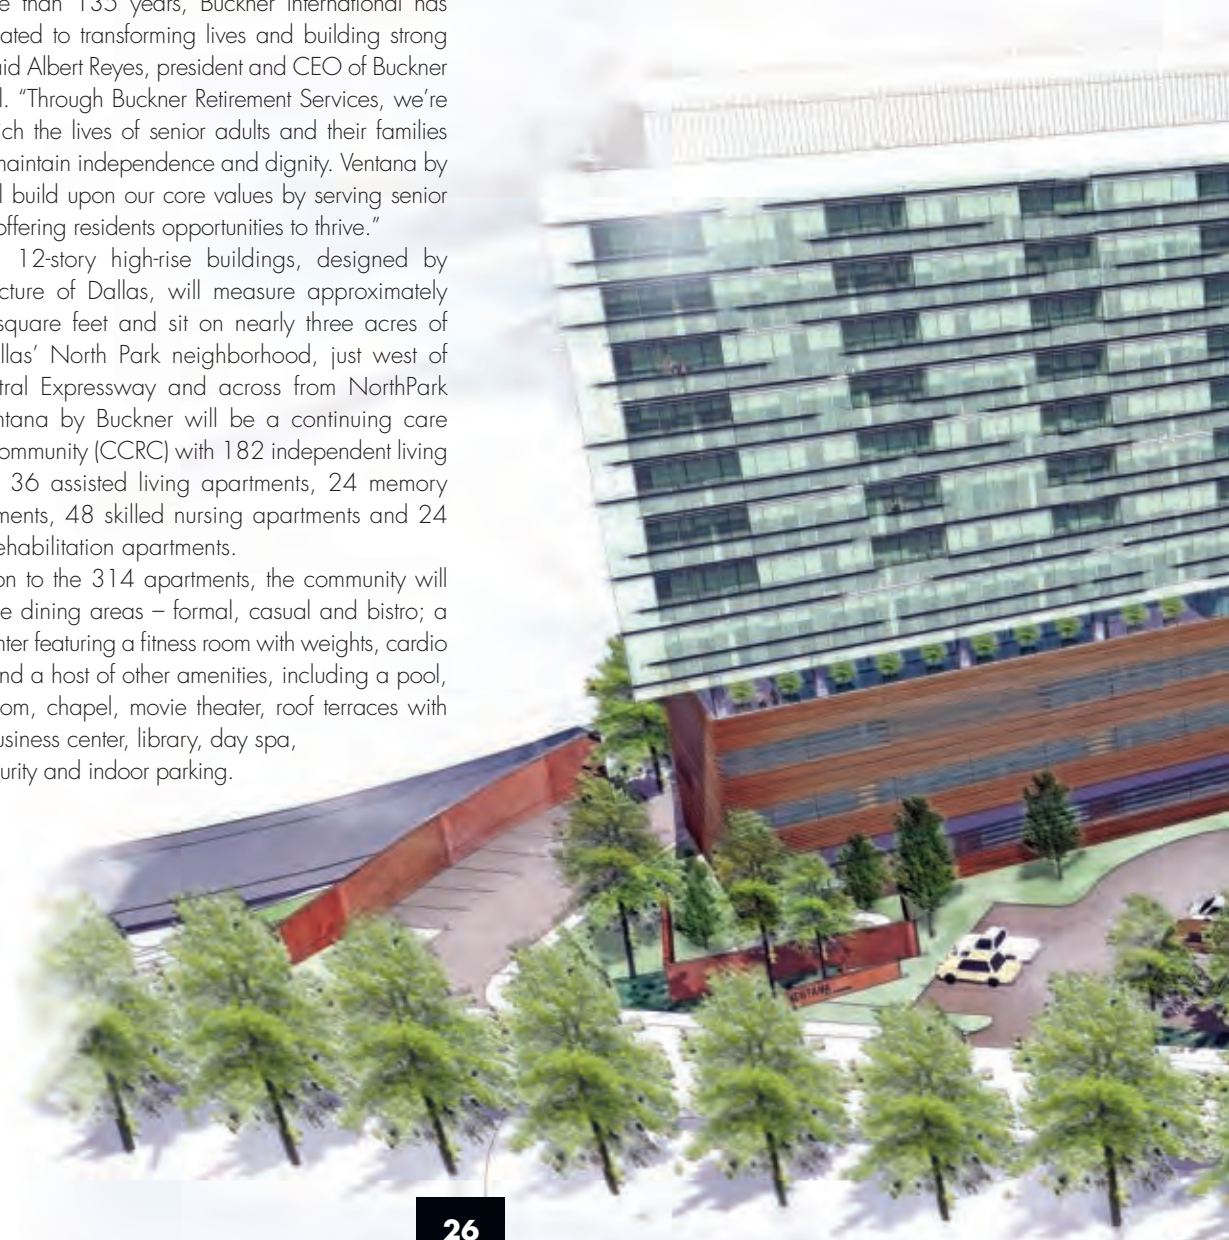 e than 135 years, Buckner International has
ated to transforming lives and building strong
aid Albert Reyes, president and CEO of Buckner
l. “Through Buckner Retirement Services, we’re
ich the lives of senior adults and their families
maintain independence and dignity. Ventana by
l build upon our core values by serving senior
offering residents opportunities to thrive.”
12-story high-rise buildings, designed by
cture of Dallas, will measure approximately
square feet and sit on nearly three acres of
llas’ North Park neighborhood, just west of
tral Expressway and across from NorthPark
ntana by Buckner will be a continuing care
ommunity (CCRC) with 182 independent living
36 assisted living apartments, 24 memory
ments, 48 skilled nursing apartments and 24
ehabilitation apartments.
on to the 314 apartments, the community will
e dining areas – formal, casual and bistro; a
nter featuring a fitness room with weights, cardio
nd a host of other amenities, including a pool,
om, chapel, movie theater, roof terraces with
usiness center, library, day spa,
urity and indoor parking.
VENTANA
26